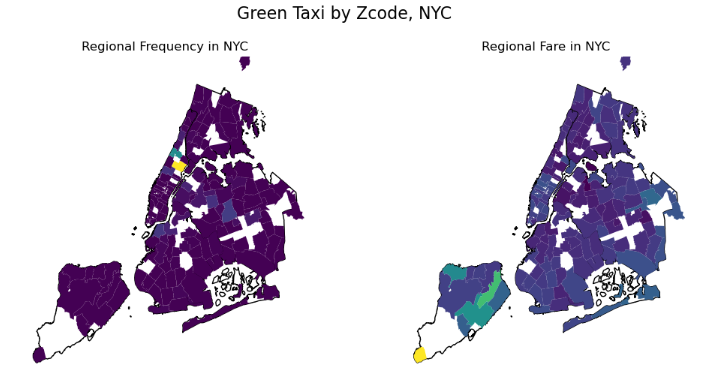 Green Taxi by Zcode, NYC
Regional Frequency in NYC
Regional Fare in NYC